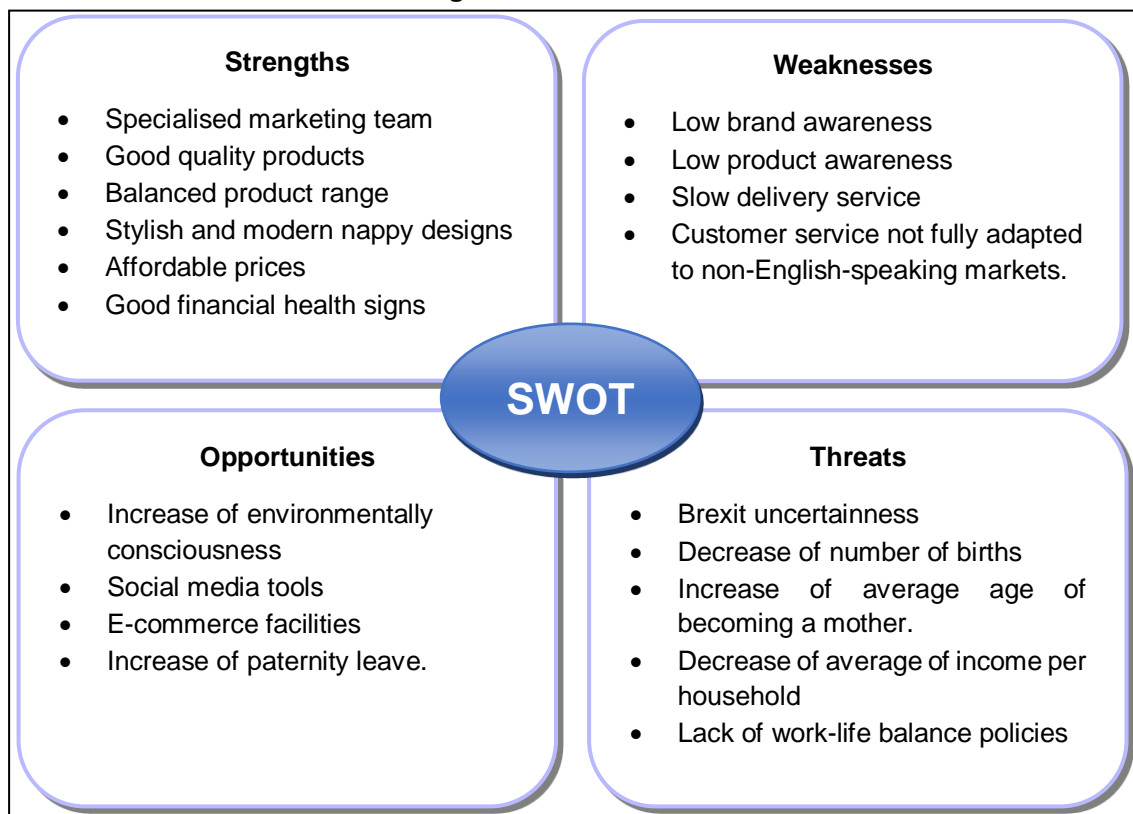 Strengths
• Specialised marketing team
• Good quality products
• Balanced product range
• Stylish and modern nappy designs
• Affordable prices
• Good financial health signs
Weaknesses
• Low brand awareness
• Low product awareness
• Slow delivery service
• Customer service not fully adapted
to non-English-speaking markets.
SWOT
Opportunities
• Increase of environmentally
consciousness
• Social media tools
• E-commerce facilities
• Increase of paternity leave.
Threats
• Brexit uncertainness
• Decrease of number of births
• Increase of average age of
becoming a mother.
• Decrease of average of income per
household
• Lack of work-life balance policies